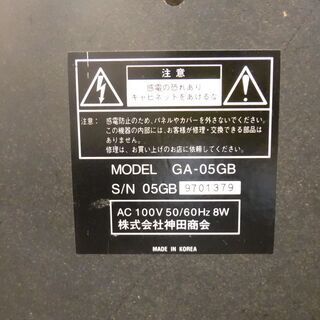 注意
感電の恐れあり
キャビネットをあけるな
感電防止のため、パネルやカバーを外さないでください。
この機器の内部には、お客様が修理・交換できる部品は
ありません。
修理は、お買い上げのお店に依頼してください。
MODEL GA-05GB
S/N 05GB 9701379
AC 100V 50/60Hz 8W
株式会社神田商会
MADE IN KOREA